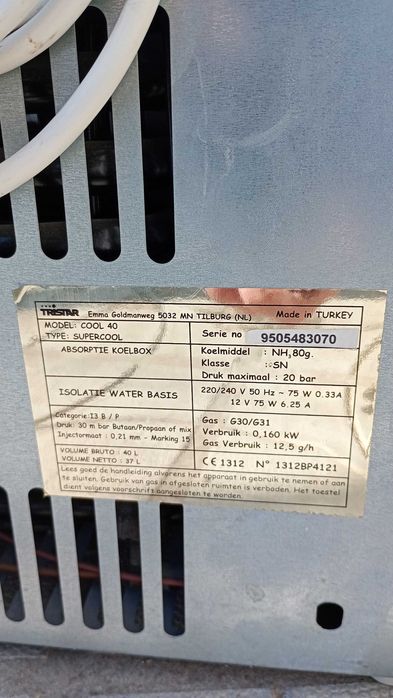 TRISTAR Emma Goldmanweg 5032 MN TILBURG (NL) Made in TURKEY
MODEL: COOL 40
TYPE: SUPERCOOL
Serie no 9505483070
ABSORPTIE KOELBOX
Koelmiddel : NH3 80g.
Klasse : SN
Druk maximaal : 20 bar
ISOLATIE WATER BASIS
220/240 V 50 Hz ~ 75 W 0.33A
12 V 75 W 6.25 A
Categorie: I3 B / P
Druk: 30 m bar Butaan/Propaan of mix
Injectormaat : 0,21 mm - Marking 15
Gas : G30/G31
Verbruik : 0,160 kW
Gas Verbruik : 12,5 g/h
VOLUME BRUTO : 40 L
VOLUME NETTO : 37 L
CE 1312 N° 1312BP4121
Lees goed de handleiding alvorens het apparaat in gebruik te nemen of aan
te sluiten. Gebruik van gas in afgesloten ruimten is verboden. Het toestel
dient volgens voorschrift aangesloten te worden.